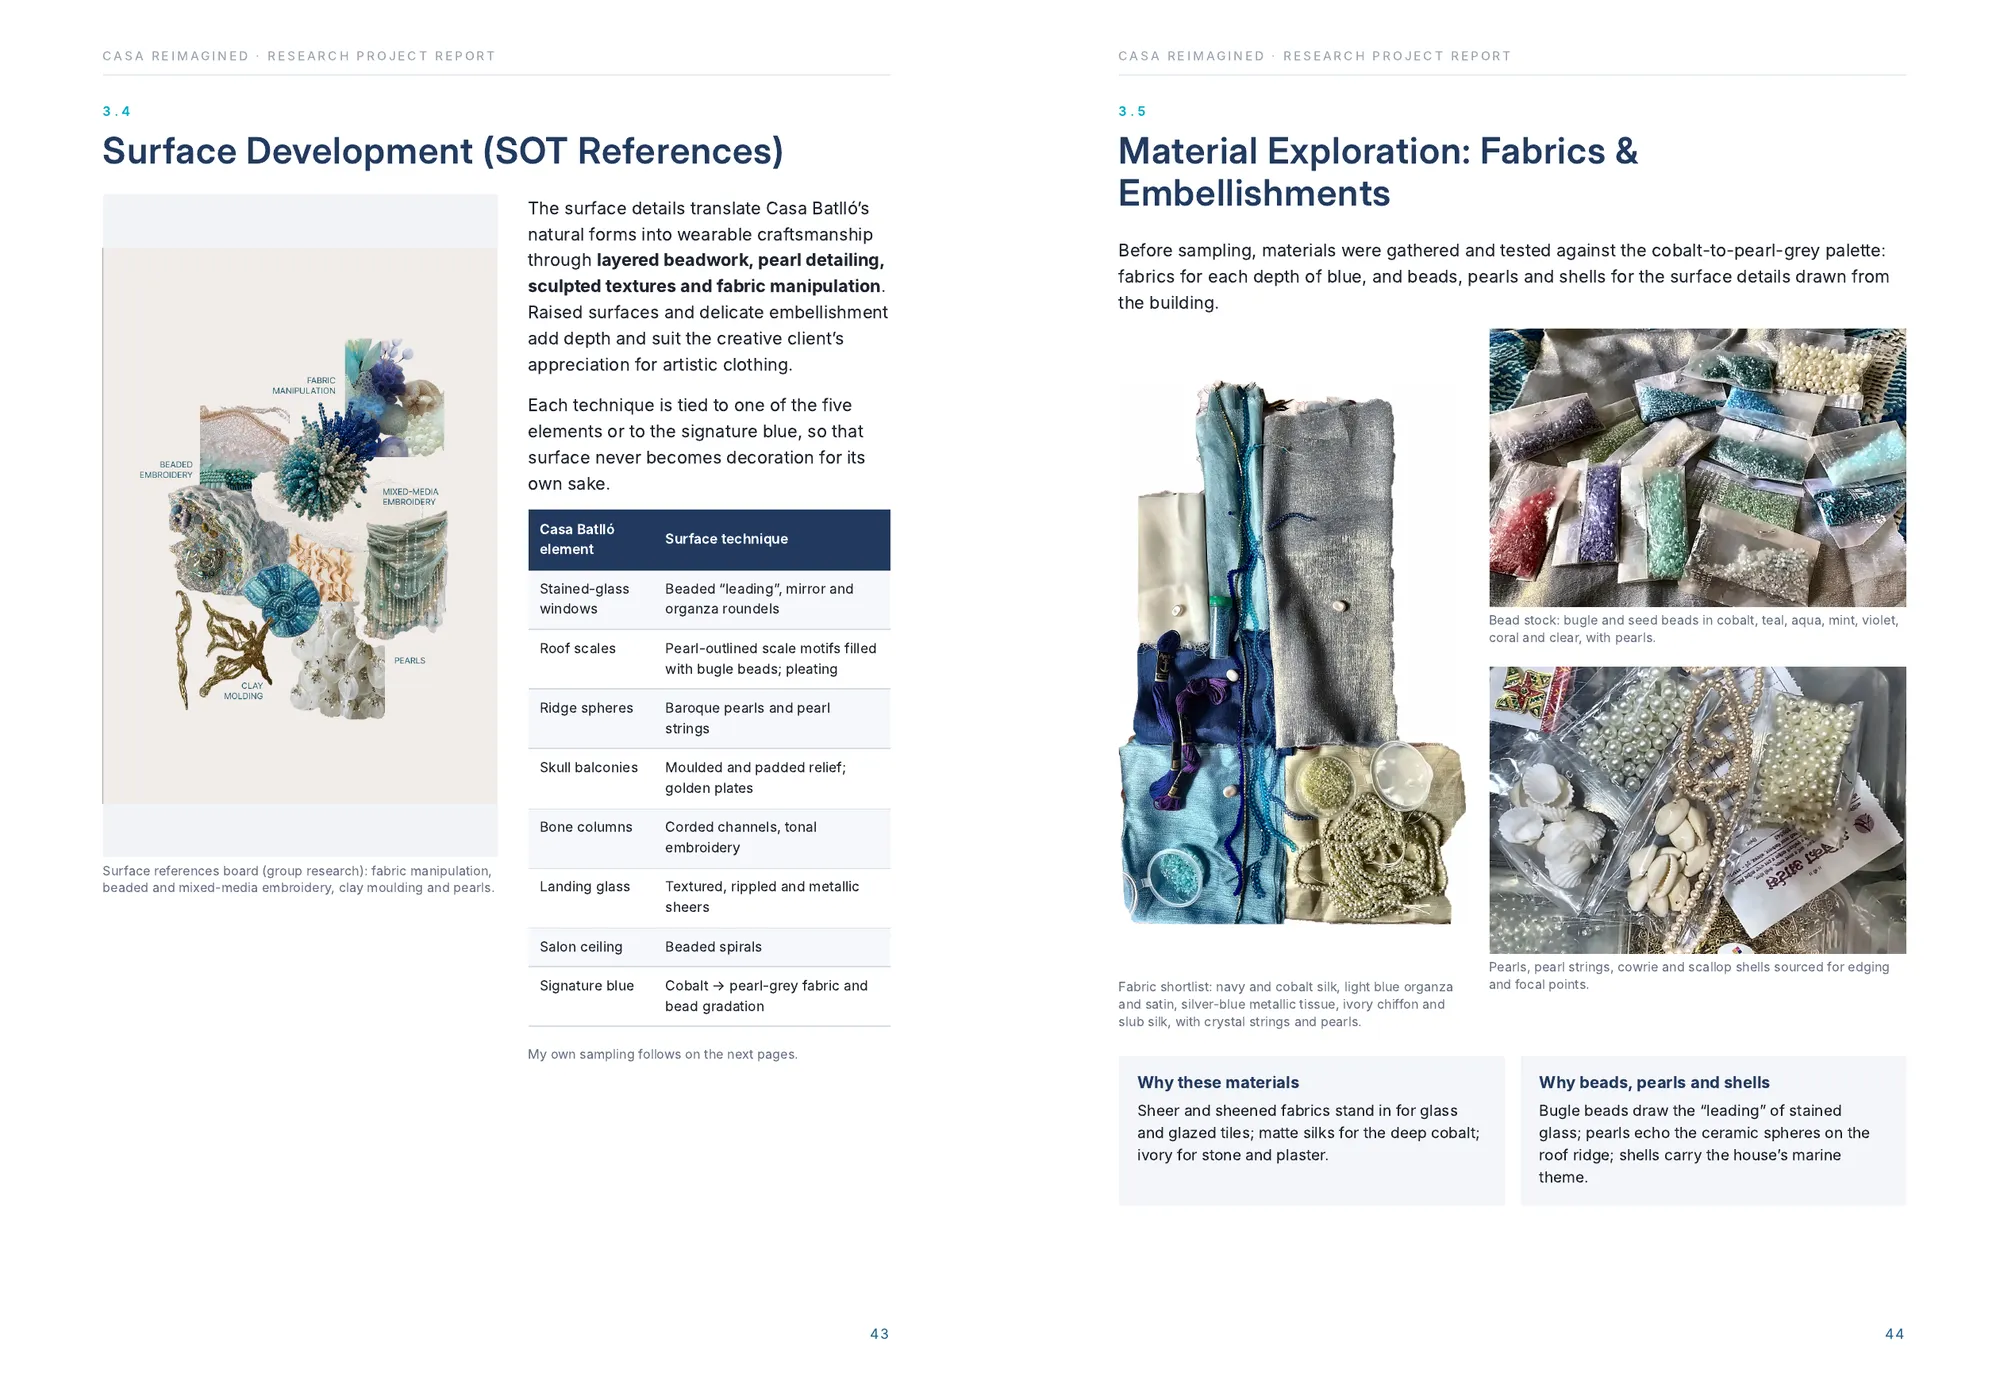 CASA REIMAGINED · RESEARCH PROJECT REPORT
3.4
Surface Development (SOT References)
FABRIC
MANIPULATION
BEADED
EMBROIDERY
MIXED-MEDIA
EMBROIDERY
PEARLS
CLAY
MOLDING
Surface references board (group research): fabric manipulation,
beaded and mixed-media embroidery, clay moulding and pearls.
The surface details translate Casa Batlló’s
natural forms into wearable craftsmanship
through layered beadwork, pearl detailing,
sculpted textures and fabric manipulation.
Raised surfaces and delicate embellishment
add depth and suit the creative client’s
appreciation for artistic clothing.
Each technique is tied to one of the five
elements or to the signature blue, so that
surface never becomes decoration for its
own sake.
Casa Batlló
element
Surface technique
Stained-glass
windows
Beaded “leading”, mirror and
organza roundels
Roof scales
Pearl-outlined scale motifs filled
with bugle beads; pleating
Ridge spheres
Baroque pearls and pearl
strings
Skull balconies
Moulded and padded relief;
golden plates
Bone columns
Corded channels, tonal
embroidery
Landing glass
Textured, rippled and metallic
sheers
Salon ceiling
Beaded spirals
Signature blue
Cobalt → pearl-grey fabric and
bead gradation
My own sampling follows on the next pages.
43
CASA REIMAGINED · RESEARCH PROJECT REPORT
3.5
Material Exploration: Fabrics &
Embellishments
Before sampling, materials were gathered and tested against the cobalt-to-pearl-grey palette:
fabrics for each depth of blue, and beads, pearls and shells for the surface details drawn from
the building.
Fabric shortlist: navy and cobalt silk, light blue organza
and satin, silver-blue metallic tissue, ivory chiffon and
slub silk, with crystal strings and pearls.
Bead stock: bugle and seed beads in cobalt, teal, aqua, mint, violet,
coral and clear, with pearls.
Pearls, pearl strings, cowrie and scallop shells sourced for edging
and focal points.
Why these materials
Sheer and sheened fabrics stand in for glass
and glazed tiles; matte silks for the deep cobalt;
ivory for stone and plaster.
Why beads, pearls and shells
Bugle beads draw the “leading” of stained
glass; pearls echo the ceramic spheres on the
roof ridge; shells carry the house’s marine
theme.
44